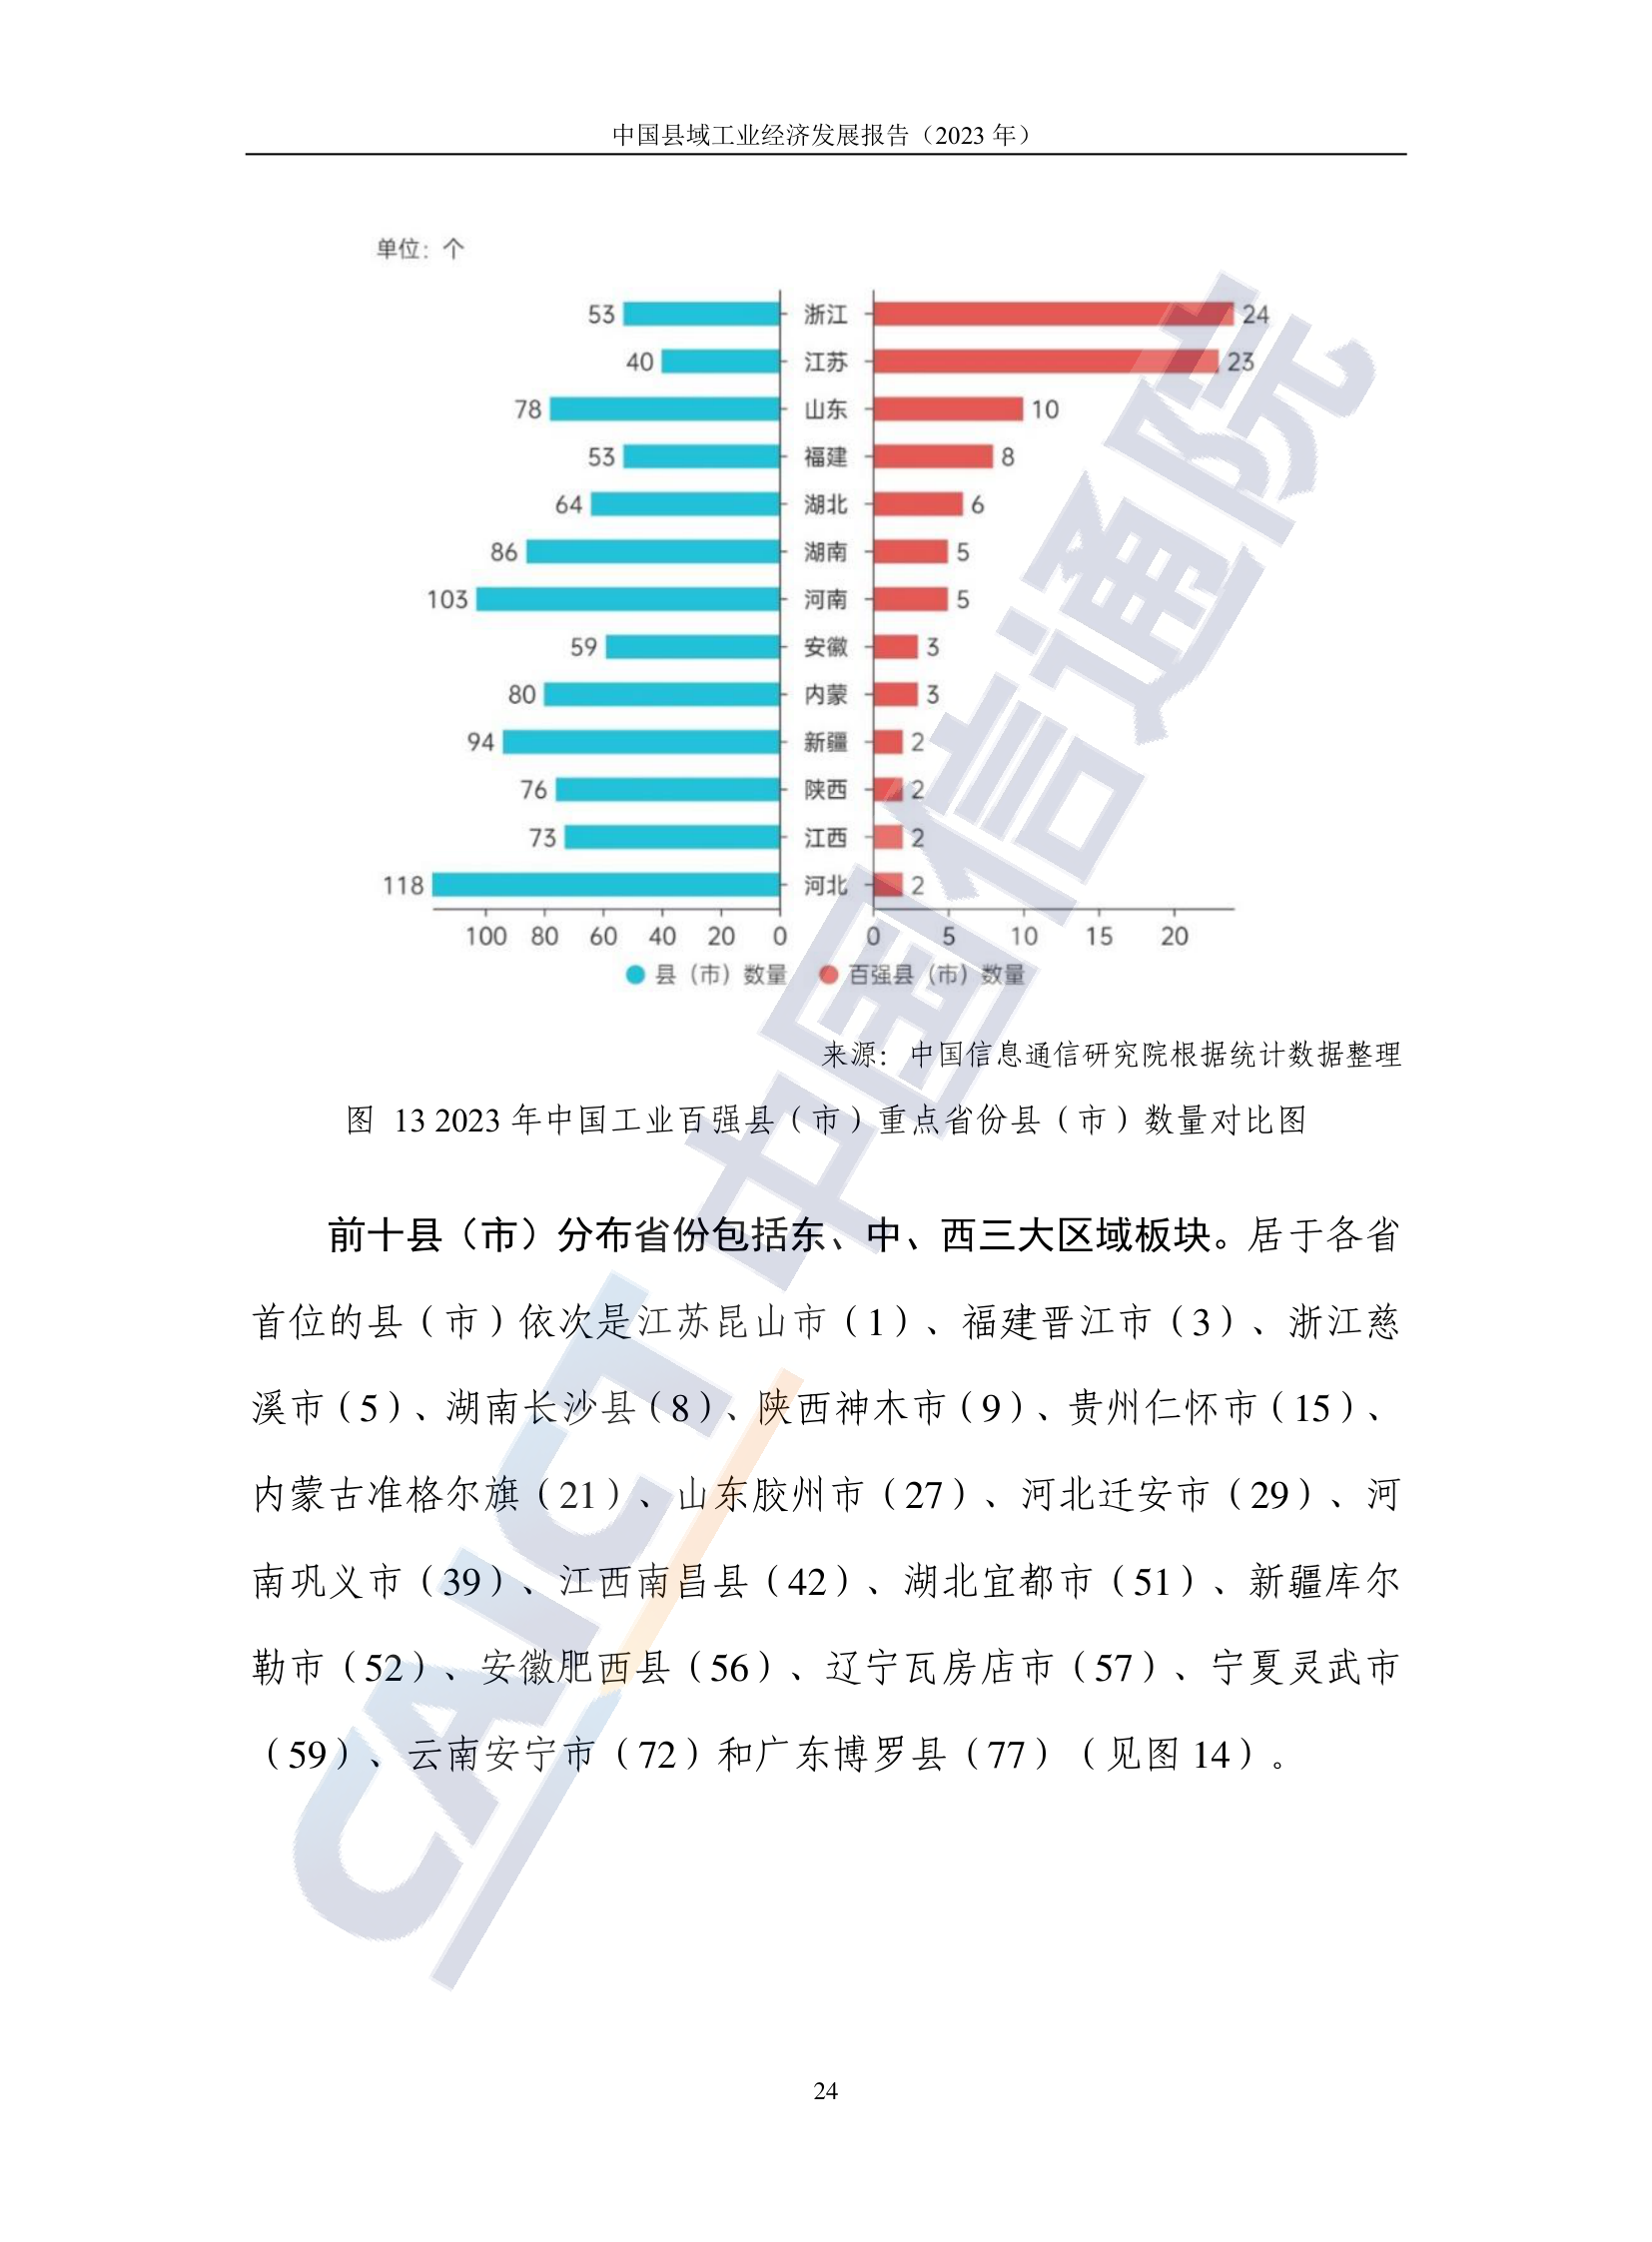 中国县域工业经济发展报告（2023 年）
单位：个
53 浙江 24
40 江苏 23
78 山东 10
53 福建 8
64 湖北 6
86 湖南 5
103 河南 5
59 安徽 3
80 内蒙 3
94 新疆 2
76 陕西 2
73 江西 2
118 河北 2
100 80 60 40 20 0 0 5 10 15 20
县（市）数量 百强县（市）数量
来源：中国信息通信研究院根据统计数据整理
图 13 2023 年中国工业百强县（市）重点省份县（市）数量对比图
前十县（市）分布省份包括东、中、西三大区域板块。居于各省
首位的县（市）依次是江苏昆山市（1）、福建晋江市（3）、浙江慈
溪市（5）、湖南长沙县（8）、陕西神木市（9）、贵州仁怀市（15）、
内蒙古准格尔旗（21）、山东胶州市（27）、河北迁安市（29）、河
南巩义市（39）、江西南昌县（42）、湖北宜都市（51）、新疆库尔
勒市（52）、安徽肥西县（56）、辽宁瓦房店市（57）、宁夏灵武市
（59）、云南安宁市（72）和广东博罗县（77）（见图 14）。
CAICT 中国信通院
24